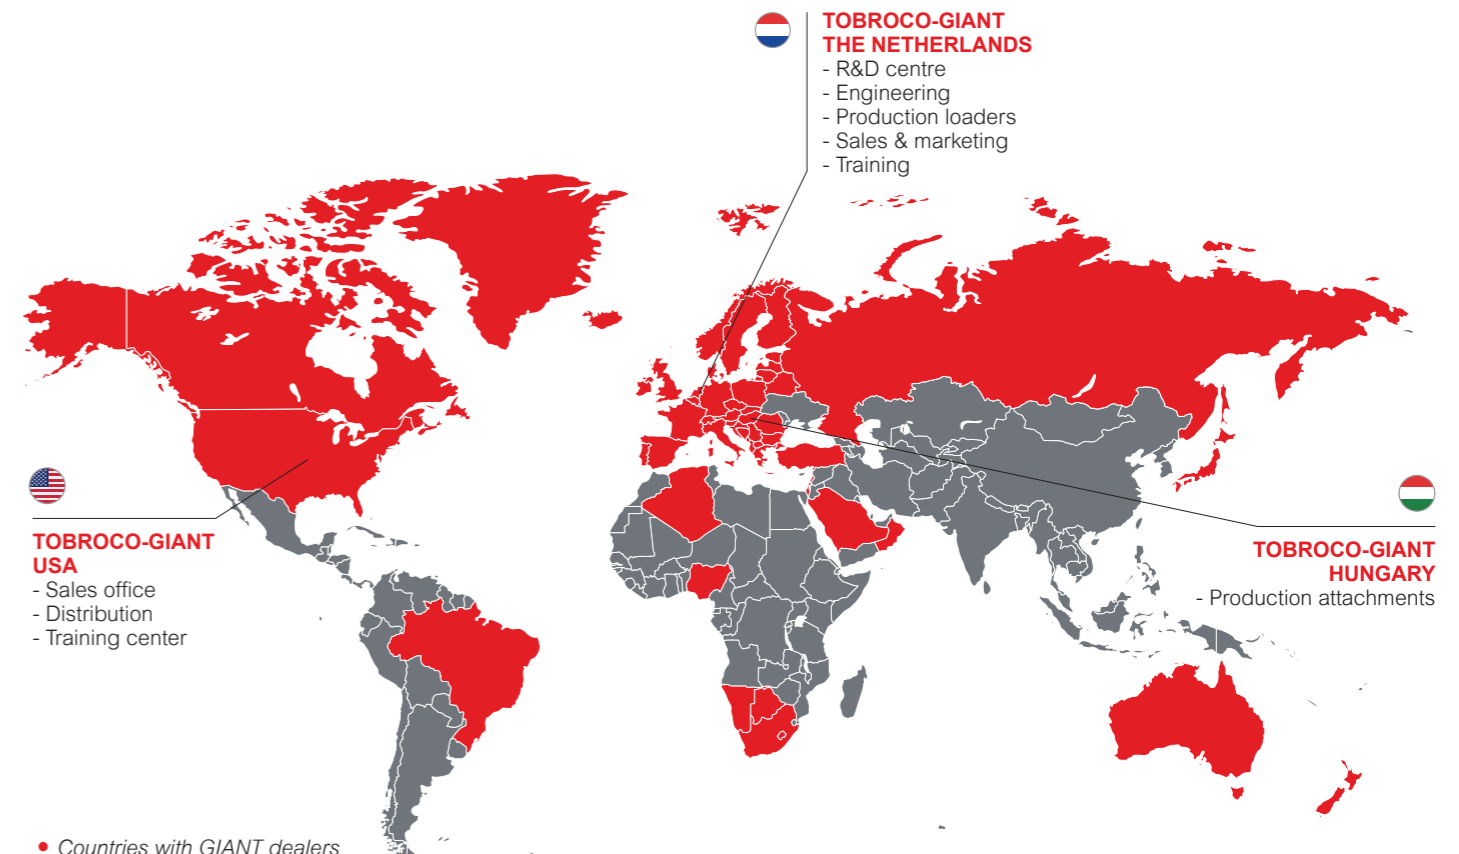 TOBROCO-GIANT
THE NETHERLANDS
- R&D centre
- Engineering
- Production loaders
- Sales & marketing
- Training
TOBROCO-GIANT
USA
- Sales office
- Distribution
- Training center
TOBROCO-GIANT
HUNGARY
- Production attachments
• Countries with GIANT dealers